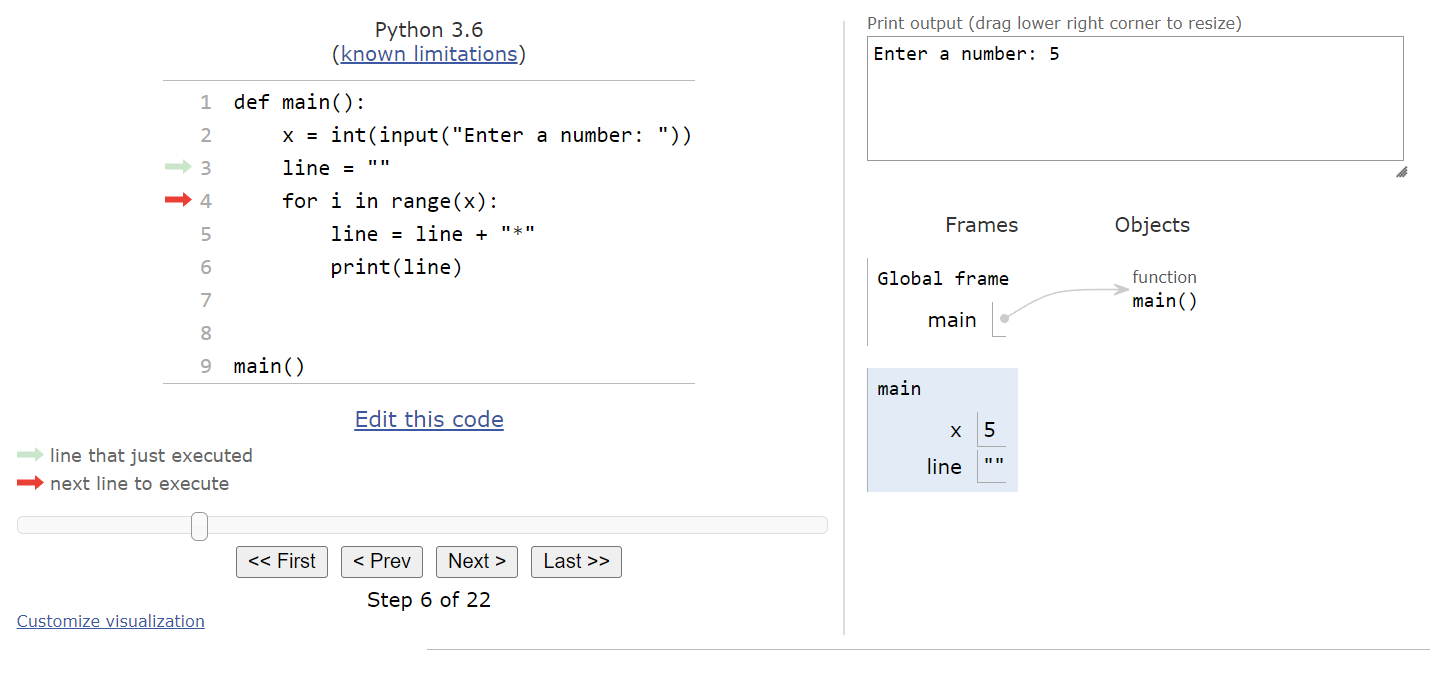 Python 3.6
(known limitations)
1 def main():
2     x = int(input("Enter a number: "))
3     line = ""
4     for i in range(x):
5         line = line + "*"
6         print(line)
7
8
9 main()
Edit this code
line that just executed
next line to execute
<< First < Prev Next > Last >>
Step 6 of 22
Customize visualization
Print output (drag lower right corner to resize)
Enter a number: 5
Frames Objects
Global frame
main
function
main()
main
x 5
line ""